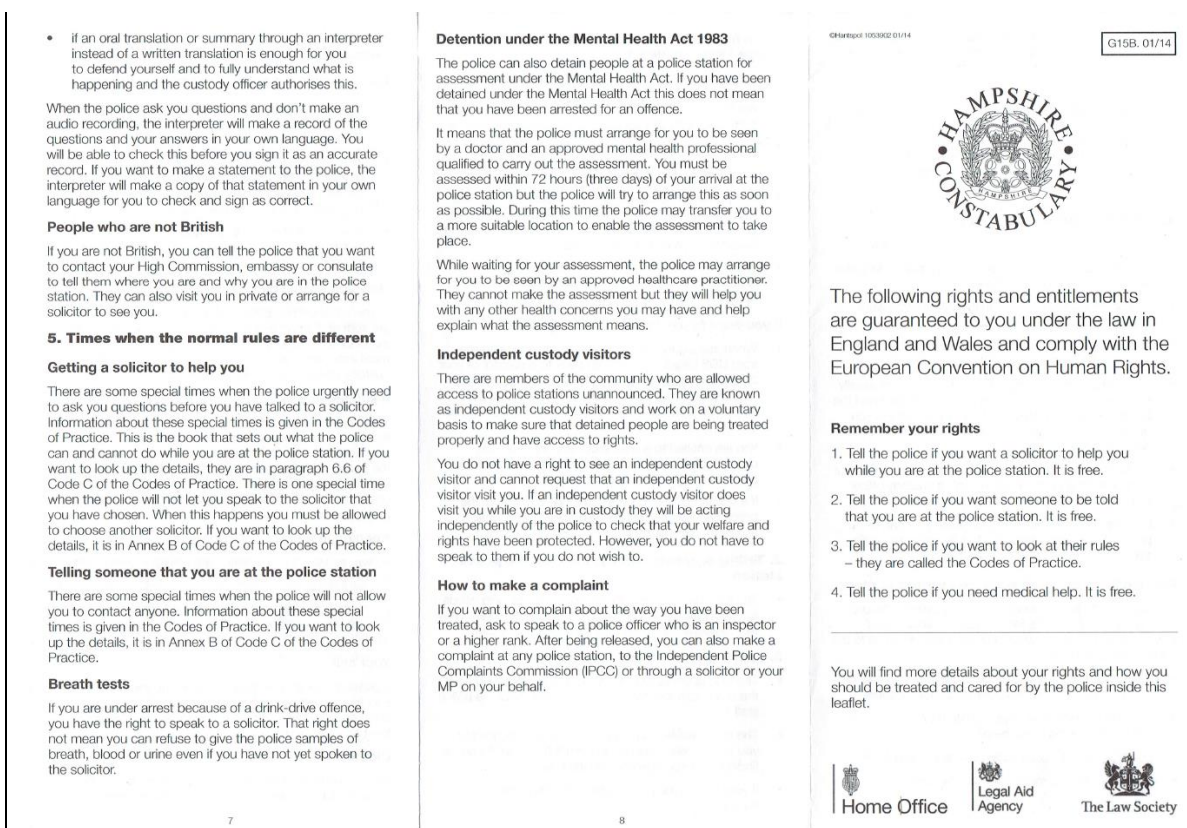 • if an oral translation or summary through an interpreter
instead of a written translation is enough for you
to defend yourself and to fully understand what is
happening and the custody officer authorises this.
When the police ask you questions and don't make an
audio recording, the interpreter will make a record of the
questions and your answers in your own language. You
will be able to check this before you sign it as an accurate
record. If you want to make a statement to the police, the
interpreter will make a copy of that statement in your own
language for you to check and sign as correct.
People who are not British
If you are not British, you can tell the police that you want
to contact your High Commission, embassy or consulate
to tell them where you are and why you are in the police
station. They can also visit you in private or arrange for a
solicitor to see you.
5. Times when the normal rules are different
Getting a solicitor to help you
There are some special times when the police urgently need
to ask you questions before you have talked to a solicitor.
Information about these special times is given in the Codes
of Practice. This is the book that sets out what the police
can and cannot do while you are at the police station. If you
want to look up the details, they are in paragraph 6.6 of
Code C of the Codes of Practice. There is one special time
when the police will not let you speak to the solicitor that
you have chosen. When this happens you must be allowed
to choose another solicitor. If you want to look up the
details, it is in Annex B of Code C of the Codes of Practice.
Telling someone that you are at the police station
There are some special times when the police will not allow
you to contact anyone. Information about these special
times is given in the Codes of Practice. If you want to look
up the details, it is in Annex B of Code C of the Codes of
Practice.
Breath tests
If you are under arrest because of a drink-drive offence,
you have the right to speak to a solicitor. That right does
not mean you can refuse to give the police samples of
breath, blood or urine even if you have not yet spoken to
the solicitor.
7
Detention under the Mental Health Act 1983
The police can also detain people at a police station for
assessment under the Mental Health Act. If you have been
detained under the Mental Health Act this does not mean
that you have been arrested for an offence.
It means that the police must arrange for you to be seen
by a doctor and an approved mental health professional
qualified to carry out the assessment. You must be
assessed within 72 hours (three days) of your arrival at the
police station but the police will try to arrange this as soon
as possible. During this time the police may transfer you to
a more suitable location to enable the assessment to take
place.
While waiting for your assessment, the police may arrange
for you to be seen by an approved healthcare practitioner.
They cannot make the assessment but they will help you
with any other health concerns you may have and help
explain what the assessment means.
Independent custody visitors
There are members of the community who are allowed
access to police stations unannounced. They are known
as independent custody visitors and work on a voluntary
basis to make sure that detained people are being treated
properly and have access to rights.
You do not have a right to see an independent custody
visitor and cannot request that an independent custody
visitor visit you. If an independent custody visitor does
visit you while you are in custody they will be acting
independently of the police to check that your welfare and
rights have been protected. However, you do not have to
speak to them if you do not wish to.
How to make a complaint
If you want to complain about the way you have been
treated, ask to speak to a police officer who is an inspector
or a higher rank. After being released, you can also make a
complaint at any police station, to the Independent Police
Complaints Commission (IPCC) or through a solicitor or your
MP on your behalf.
8
©Hantspol 1053902 01/14
G15B. 01/14
HAMPSHIRE
CONSTABULARY
HAMPSHIRE
The following rights and entitlements
are guaranteed to you under the law in
England and Wales and comply with the
European Convention on Human Rights.
Remember your rights
1. Tell the police if you want a solicitor to help you
while you are at the police station. It is free.
2. Tell the police if you want someone to be told
that you are at the police station. It is free.
3. Tell the police if you want to look at their rules
– they are called the Codes of Practice.
4. Tell the police if you need medical help. It is free.
You will find more details about your rights and how you
should be treated and cared for by the police inside this
leaflet.
Home Office
Legal Aid
Agency
The Law Society